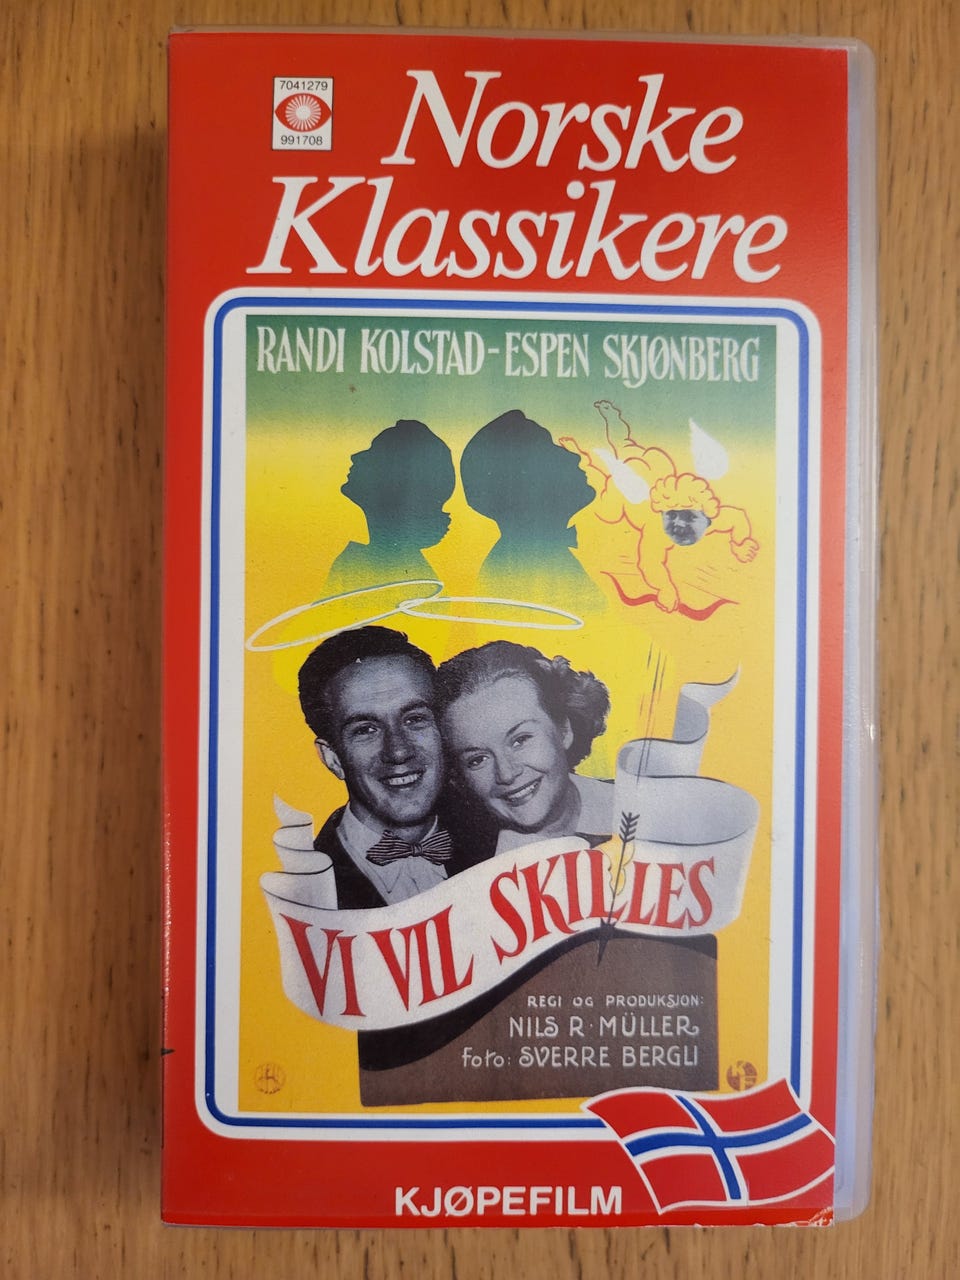 7041279
991708
Norske
Klassikere
RANDI KOLSTAD-ESPEN SKJØNBERG
VI VIL SKILLES
REGI OG PRODUKSJON:
NILS R·MÜLLER
Foto: SVERRE BERGLI
KJØPEFILM